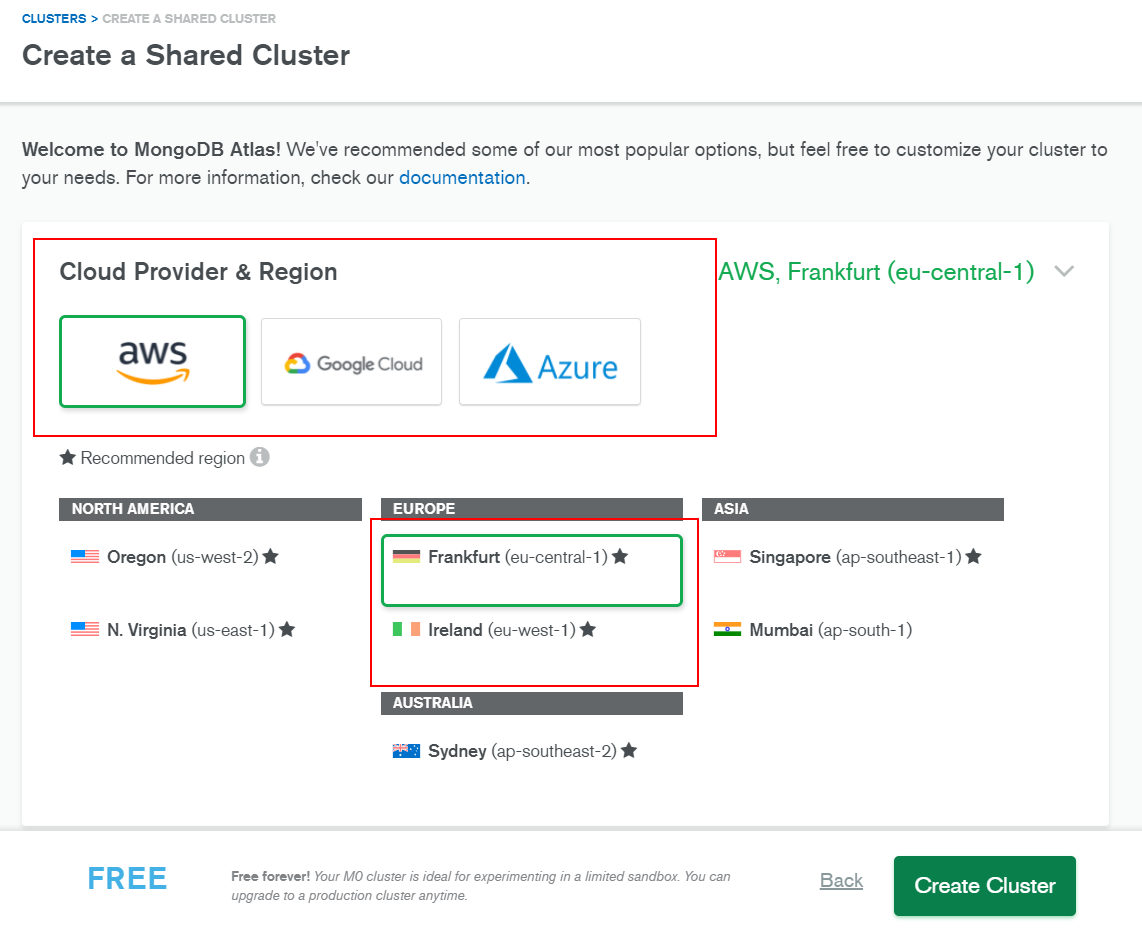 CLUSTERS > CREATE A SHARED CLUSTER
Create a Shared Cluster
Welcome to MongoDB Atlas! We've recommended some of our most popular options, but feel free to customize your cluster to
your needs. For more information, check our documentation.
Cloud Provider & Region
AWS, Frankfurt (eu-central-1)
aws
Google Cloud
Azure
Recommended region
NORTH AMERICA
Oregon (us-west-2)
N. Virginia (us-east-1)
EUROPE
Frankfurt (eu-central-1)
Ireland (eu-west-1)
AUSTRALIA
Sydney (ap-southeast-2)
ASIA
Singapore (ap-southeast-1)
Mumbai (ap-south-1)
FREE
Free forever! Your M0 cluster is ideal for experimenting in a limited sandbox. You can
upgrade to a production cluster anytime.
Back
Create Cluster